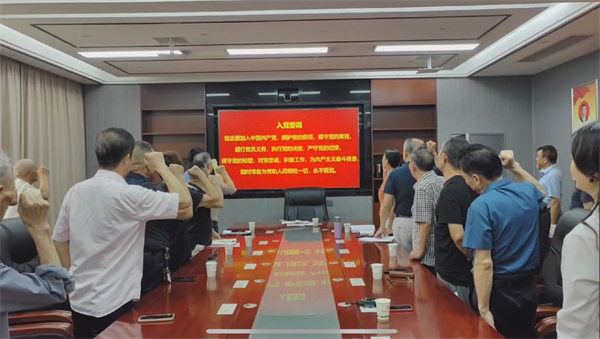 入党誓词
我志愿加入中国共产党，拥护党的纲领，遵守党的章程，
履行党员义务，执行党的决定，严守党的纪律，
保守党的秘密，对党忠诚，积极工作，为共产主义奋斗终身，
随时准备为党和人民牺牲一切，永不叛党。